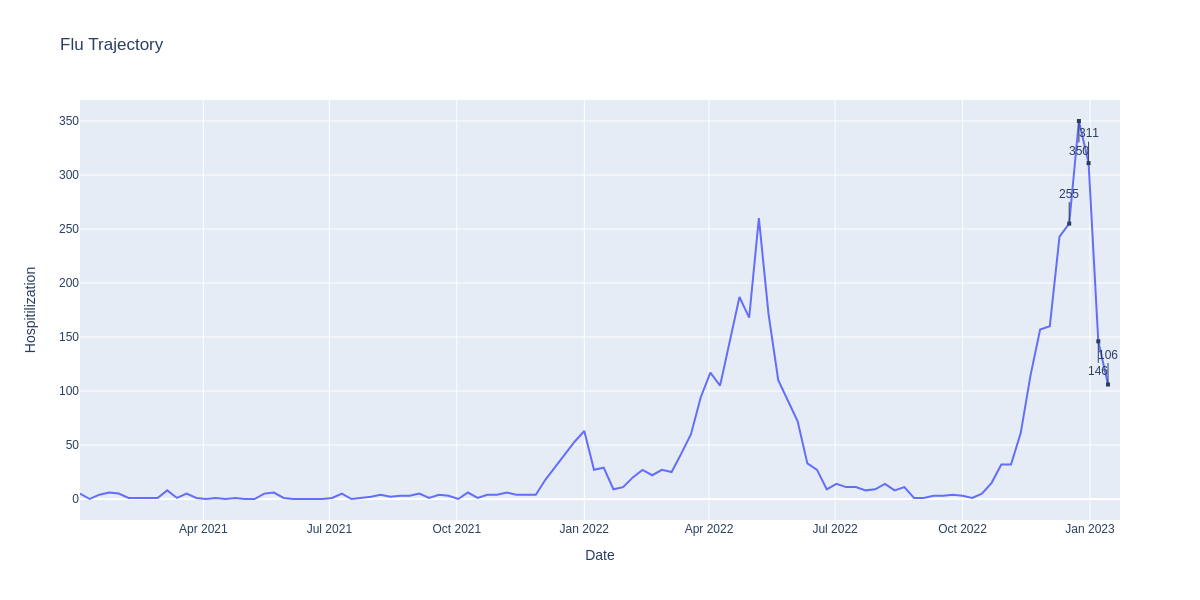 Flu Trajectory
350
300
250
200
150
100
50
0
Hospitilization
311
350
255
106
146
Apr 2021
Jul 2021
Oct 2021
Jan 2022
Apr 2022
Jul 2022
Oct 2022
Jan 2023
Date